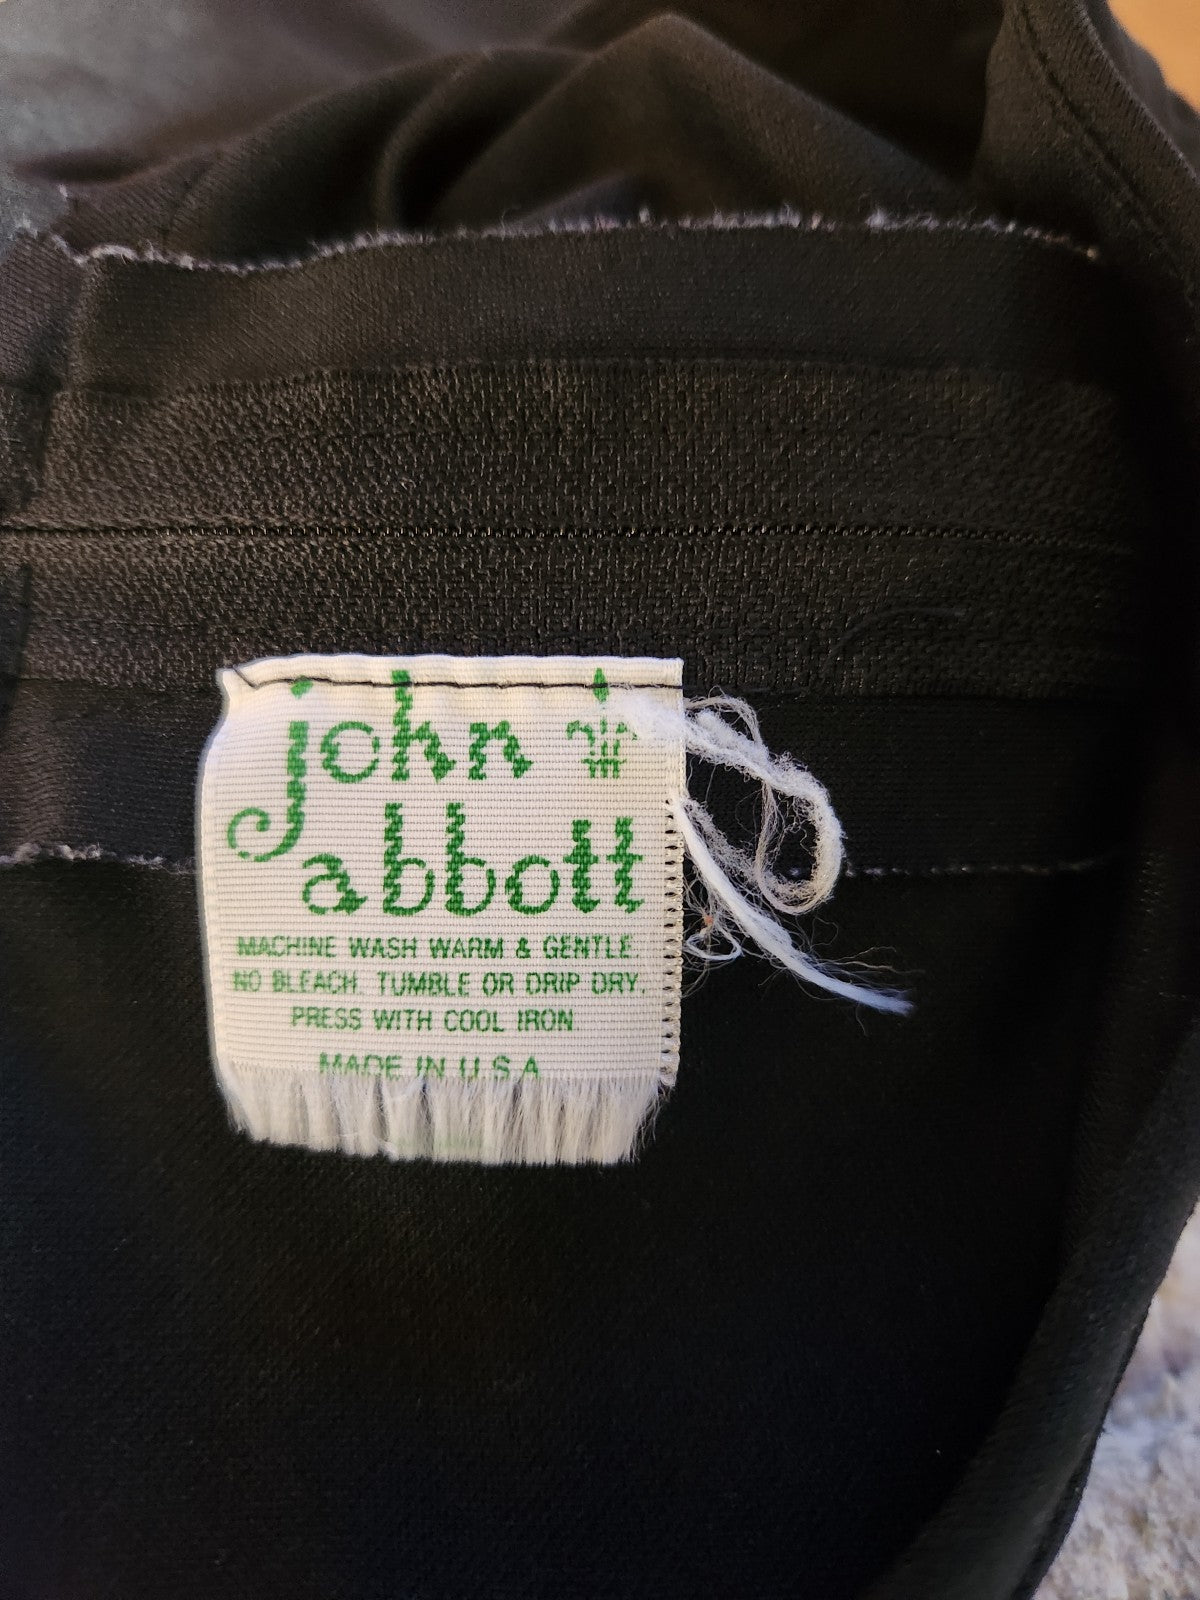 john
abbott
MACHINE WASH WARM & GENTLE.
NO BLEACH. TUMBLE OR DRIP DRY.
PRESS WITH COOL IRON
MADE IN U.S.A